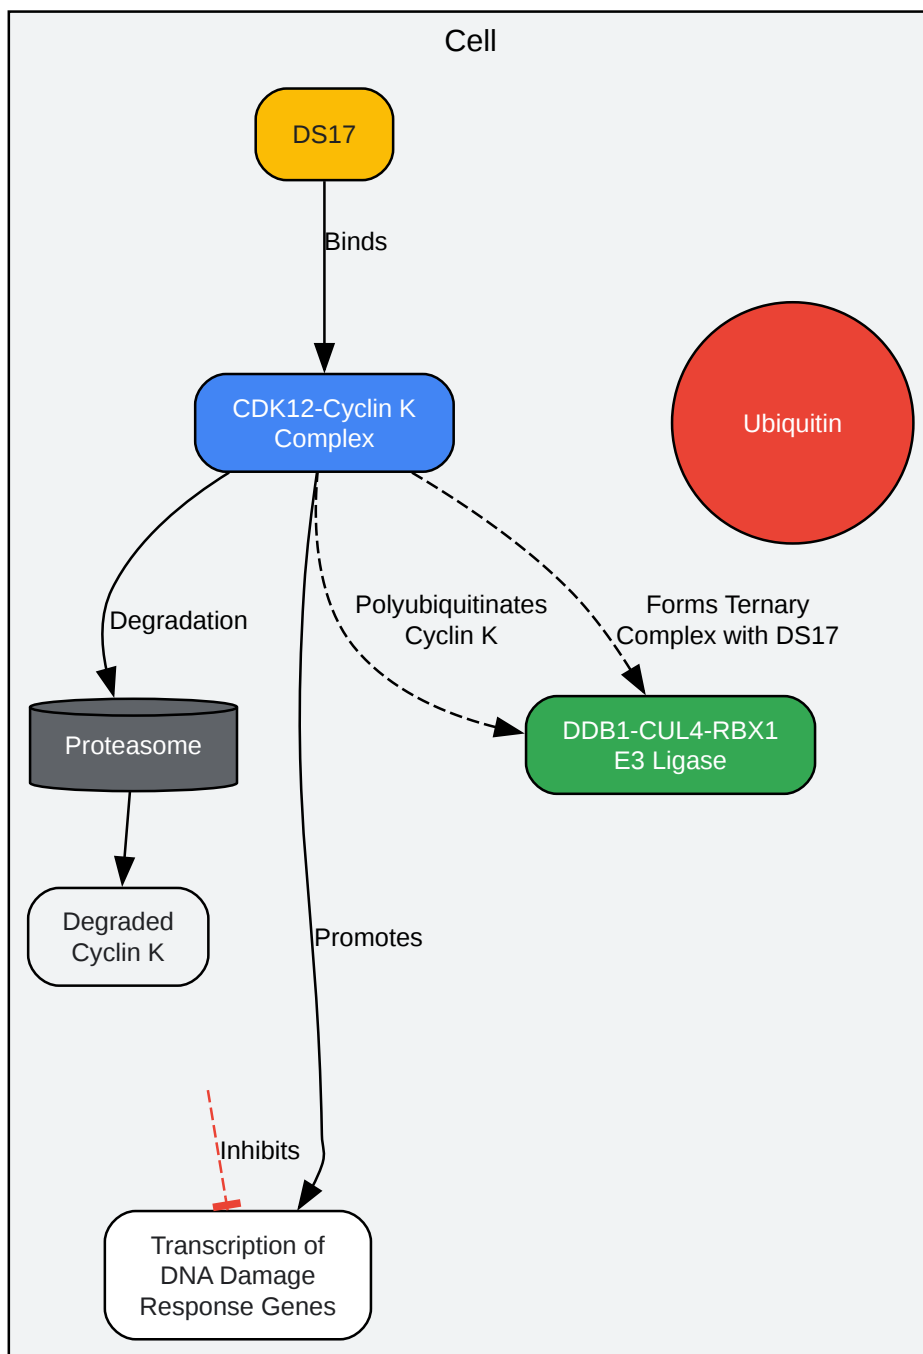 Cell
DS17
Binds
CDK12-Cyclin K
Complex
Ubiquitin
Degradation
Polyubiquitinates
Cyclin K
Forms Ternary
Complex with DS17
Proteasome
DDB1-CUL4-RBX1
E3 Ligase
Degraded
Cyclin K
Promotes
Inhibits
Transcription of
DNA Damage
Response Genes